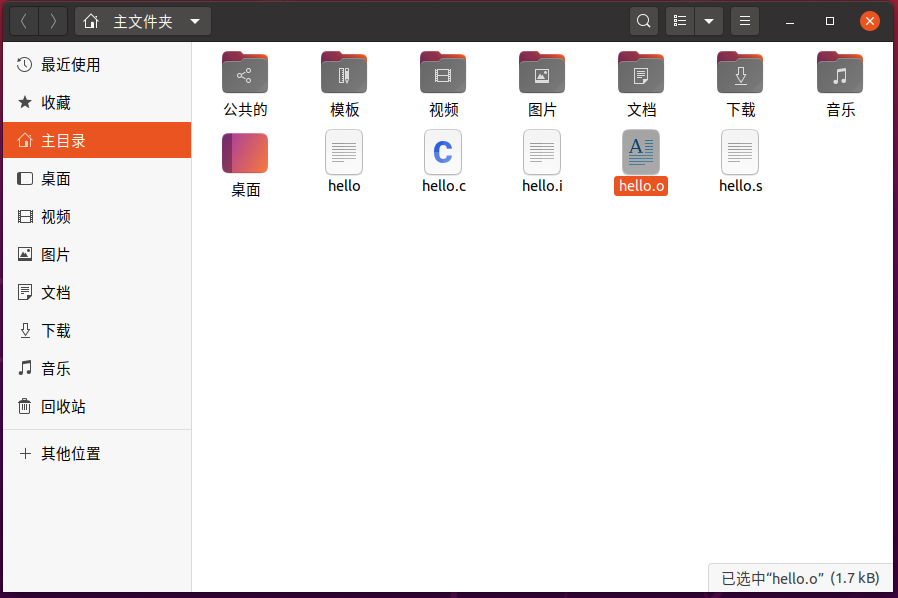 主文件夹
最近使用
收藏
主目录
桌面
视频
图片
文档
下载
音乐
回收站
其他位置
公共的 模板 视频 图片 文档 下载 音乐
桌面 hello hello.c hello.i hello.o hello.s
已选中“hello.o” (1.7 kB)